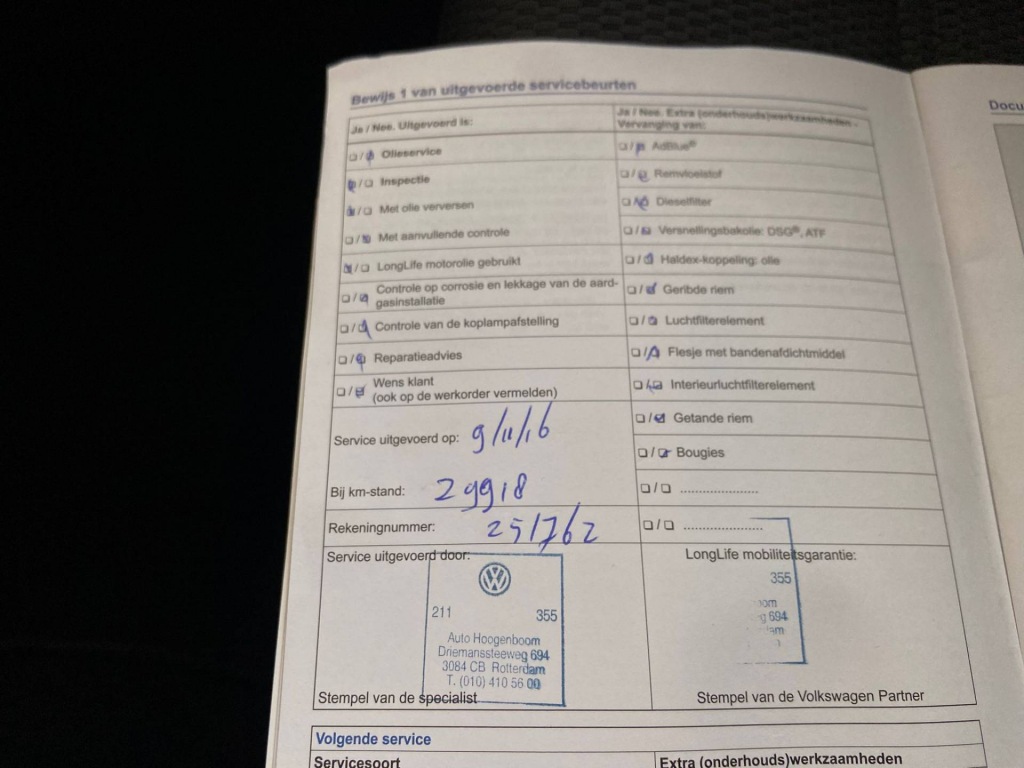 Bewijs 1 van uitgevoerde servicebeurten
Ja / Nee. Uitgevoerd is:
Olieservice
Inspectie
Met olie verversen
Met aanvullende controle
LongLife motorolie gebruikt
Controle op corrosie en lekkage van de aard-
gasinstallatie
Controle van de koplampafstelling
Reparatieadvies
Wens klant
(ook op de werkorder vermelden)
Service uitgevoerd op: 9/11/16
Bij km-stand: 29918
Rekeningnummer: 251762
Ja / Nee. Extra (onderhouds)werkzaamheden -
Vervanging van:
AdBlue®
Remvloeistof
Dieselfilter
Versnellingsbakolie: DSG®, ATF
Haldex-koppeling: olie
Geribde riem
Luchtfilterelement
Flesje met bandenafdichtmiddel
Interieurluchtfilterelement
Getande riem
Bougies
Service uitgevoerd door:
VW
211 355
Auto Hoogenboom
Driemanssteeweg 694
3084 CB Rotterdam
T. (010) 410 56 00
Stempel van de specialist
LongLife mobiliteitsgarantie:
355
oom
g 694
am
Stempel van de Volkswagen Partner
Volgende service
Servicesoort Extra (onderhouds)werkzaamheden
Docu